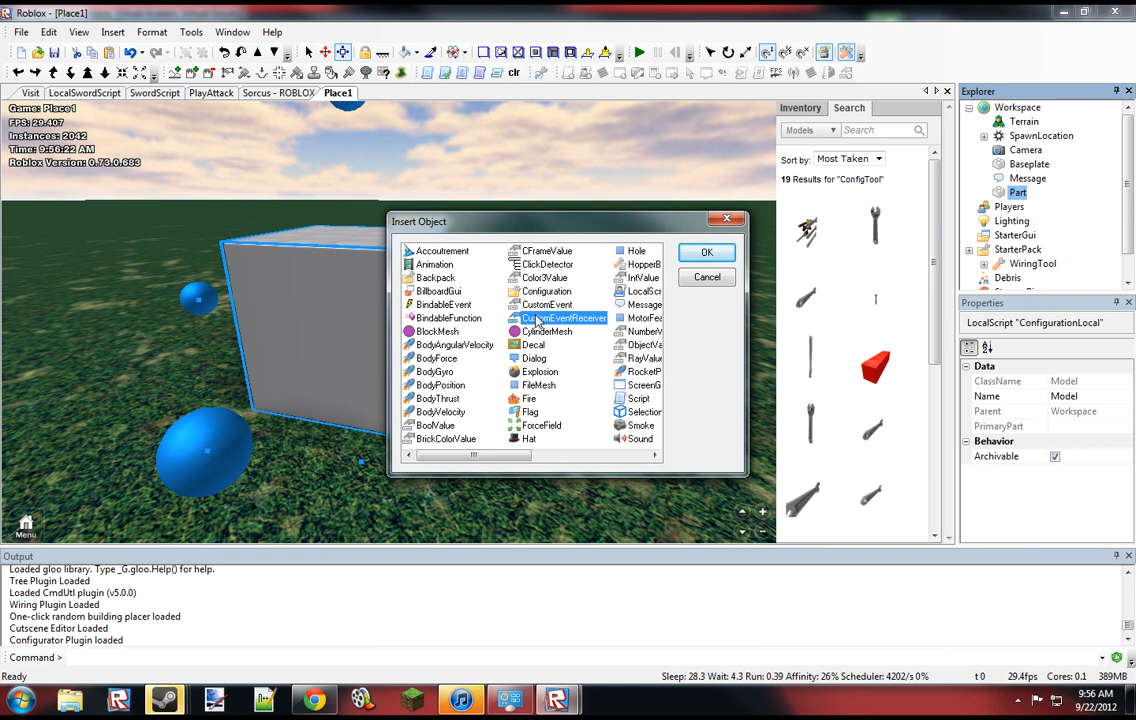 Roblox - [Place1]
File Edit View Insert Format Tools Window Help
clr
Visit LocalSwordScript SwordScript PlayAttack Sorcus - ROBLOX Place1
Game: Place1
FPS: 29.407
Instances: 2042
Time: 9:56:22 AM
Roblox Version: 0.73.0.683
Menu
Insert Object
Accoutrement
Animation
Backpack
BillboardGui
BindableEvent
BindableFunction
BlockMesh
BodyAngularVelocity
BodyForce
BodyGyro
BodyPosition
BodyThrust
BodyVelocity
BoolValue
BrickColorValue
CFrameValue
ClickDetector
Color3Value
Configuration
CustomEvent
CustomEventReceiver
CylinderMesh
Decal
Dialog
Explosion
FileMesh
Fire
Flag
ForceField
Hat
Hole
HopperB
IntValue
LocalScr
Message
MotorFea
NumberV
ObjectVa
RayValue
RocketP
ScreenG
Script
Selection
Smoke
Sound
OK
Cancel
Inventory Search
Models Search
Sort by: Most Taken
19 Results for "ConfigTool"
Explorer
Workspace
Terrain
SpawnLocation
Camera
Baseplate
Message
Part
Players
Lighting
StarterGui
StarterPack
WiringTool
Debris
Properties
LocalScript "ConfigurationLocal"
Data
ClassName Model
Name Model
Parent Workspace
PrimaryPart
Behavior
Archivable
Output
Loaded gloo library. Type _G.gloo.Help() for help.
Tree Plugin Loaded
Loaded CmdUtl plugin (v5.0.0)
Wiring Plugin Loaded
One-click random building placer loaded
Cutscene Editor Loaded
Configurator Plugin loaded
Command >
Ready
Sleep: 28.3 Wait: 4.3 Run: 0.39 Affinity: 26% Scheduler: 4202/s 0% t 0 29.4fps Cores: 0.1 389MB
9:56 AM
9/22/2012